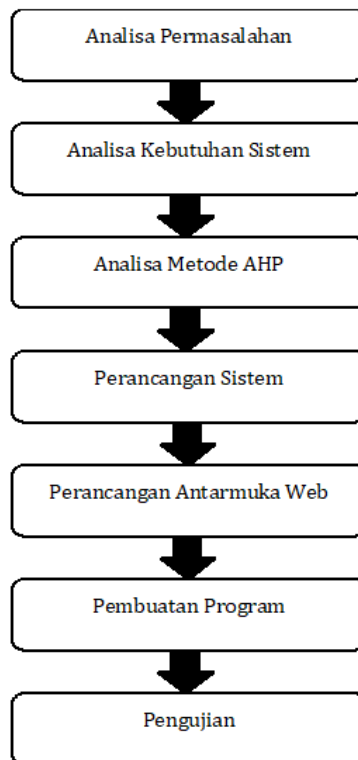 Analisa Permasalahan
Analisa Kebutuhan Sistem
Analisa Metode AHP
Perancangan Sistem
Perancangan Antarmuka Web
Pembuatan Program
Pengujian